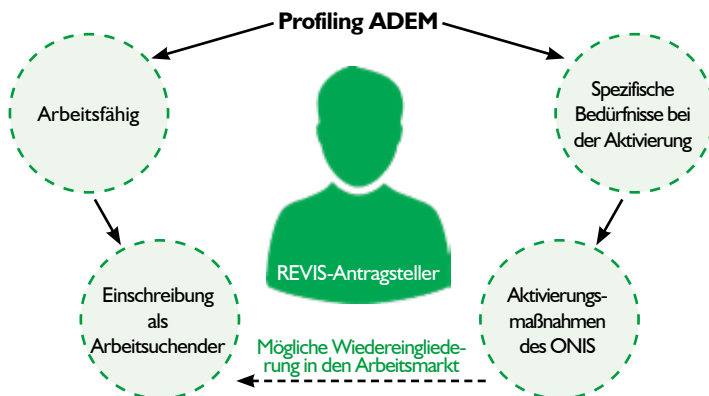 Profiling ADEM
Arbeitsfähig
Spezifische
Bedürfnisse bei
der Aktivierung
REVIS-Antragsteller
Einschreibung
als
Arbeitsuchender
Aktivierungs-
maßnahmen
des ONIS
Mögliche Wiedereingliede-
rung in den Arbeitsmarkt